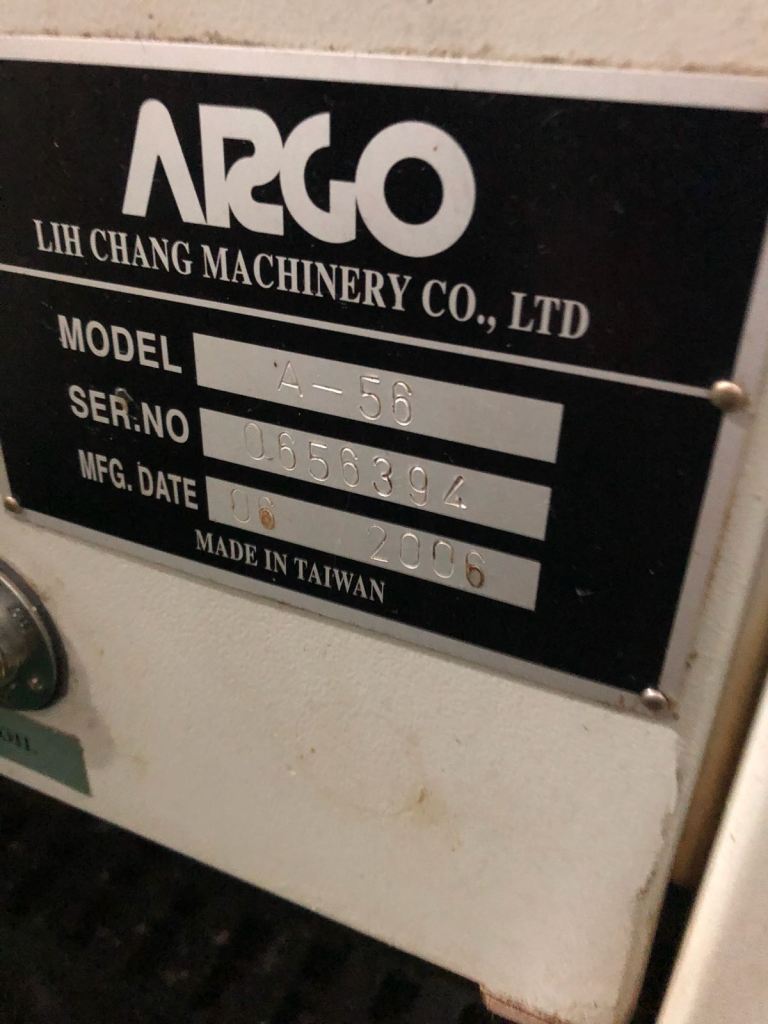 ARGO
LIH CHANG MACHINERY CO., LTD
MODEL A-56
SER.NO 0656394
MFG. DATE 06 2006
MADE IN TAIWAN